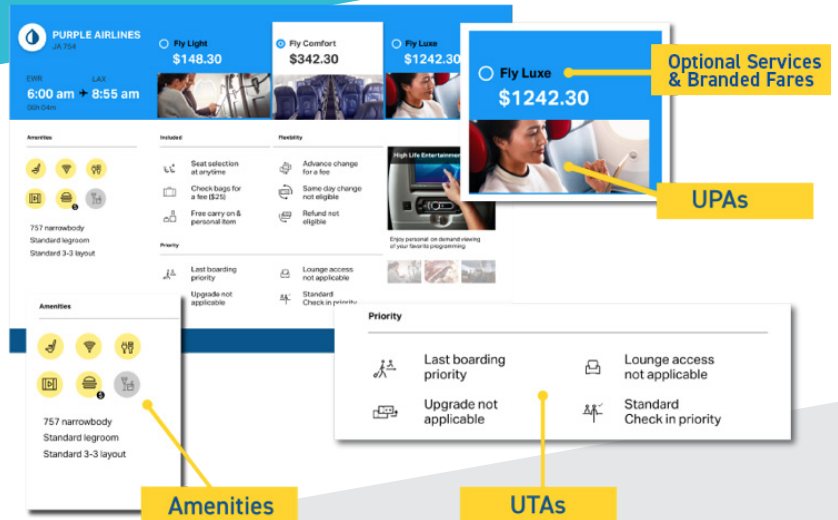 PURPLE AIRLINES
JA 754
EWR
LAX
6:00 am
8:55 am
06h 04m
Fly Light
$148.30
Fly Comfort
$342.30
Fly Luxe
$1242.30
Amenities
$
757 narrowbody
Standard legroom
Standard 3-3 layout
Included
Seat selection
at anytime
Check bags for
a fee ($25)
Free carry on &
personal item
Flexibility
Advance change
for a fee
Same day change
not eligible
Refund not
eligible
Priority
Last boarding
priority
Upgrade not
applicable
Lounge access
not applicable
Standard
Check in priority
High Life Entertainment
Enjoy personal on demand viewing
of your favorite programming
Fly Luxe
$1242.30
Optional Services
& Branded Fares
UPAs
Amenities
$
757 narrowbody
Standard legroom
Standard 3-3 layout
Amenities
Priority
Last boarding
priority
Upgrade not
applicable
Lounge access
not applicable
Standard
Check in priority
UTAs